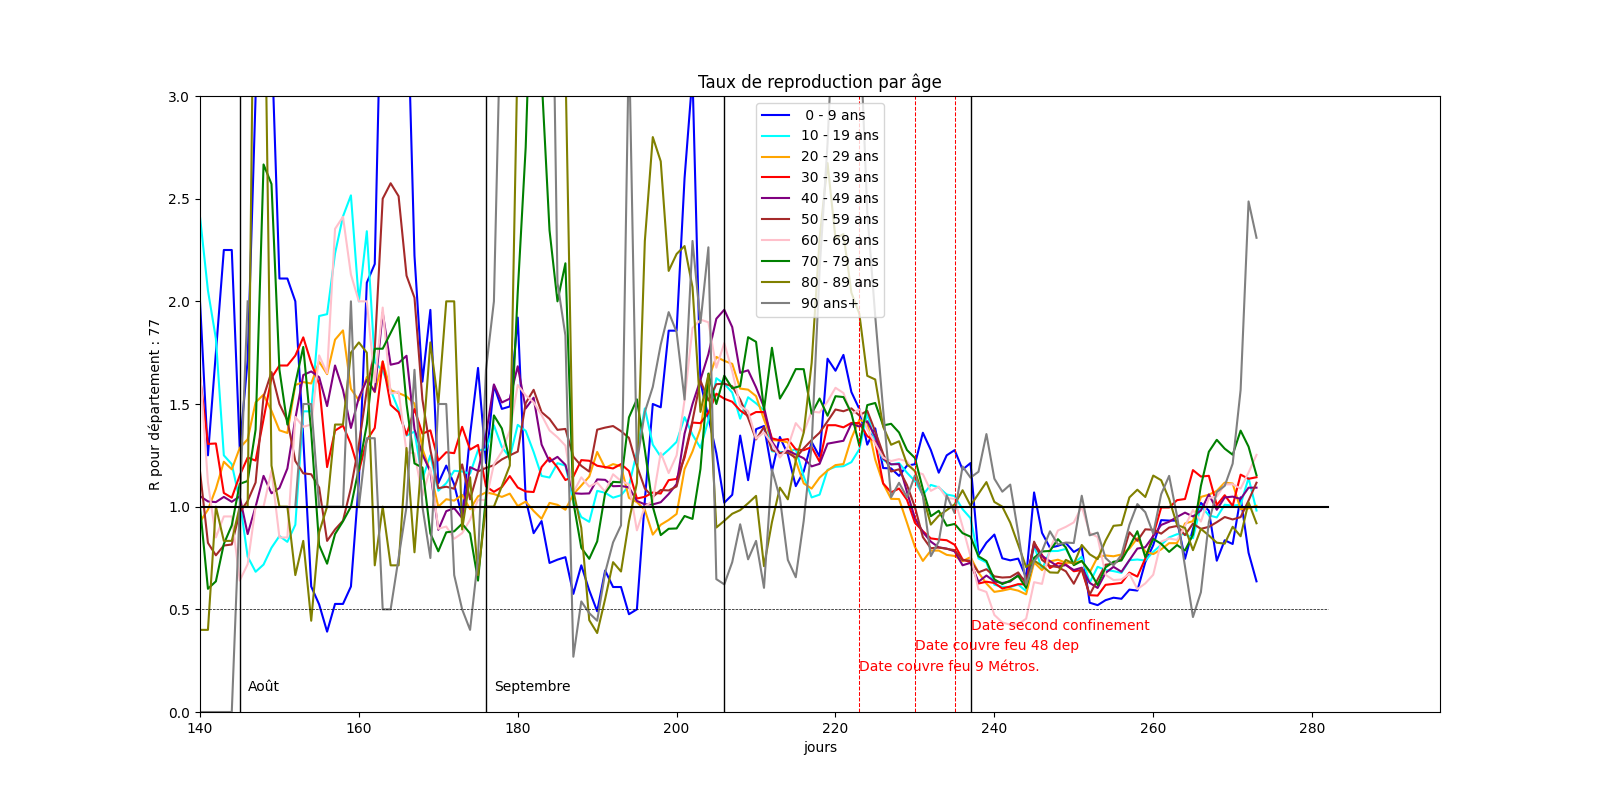 Taux de reproduction par âge
R pour département : 77
3.0
2.5
2.0
1.5
1.0
0.5
0.0
0 - 9 ans
10 - 19 ans
20 - 29 ans
30 - 39 ans
40 - 49 ans
50 - 59 ans
60 - 69 ans
70 - 79 ans
80 - 89 ans
90 ans+
Date second confinement
Date couvre feu 48 dep
Date couvre feu 9 Métros.
Août
Septembre
140 160 180 200 220 240 260 280
jours